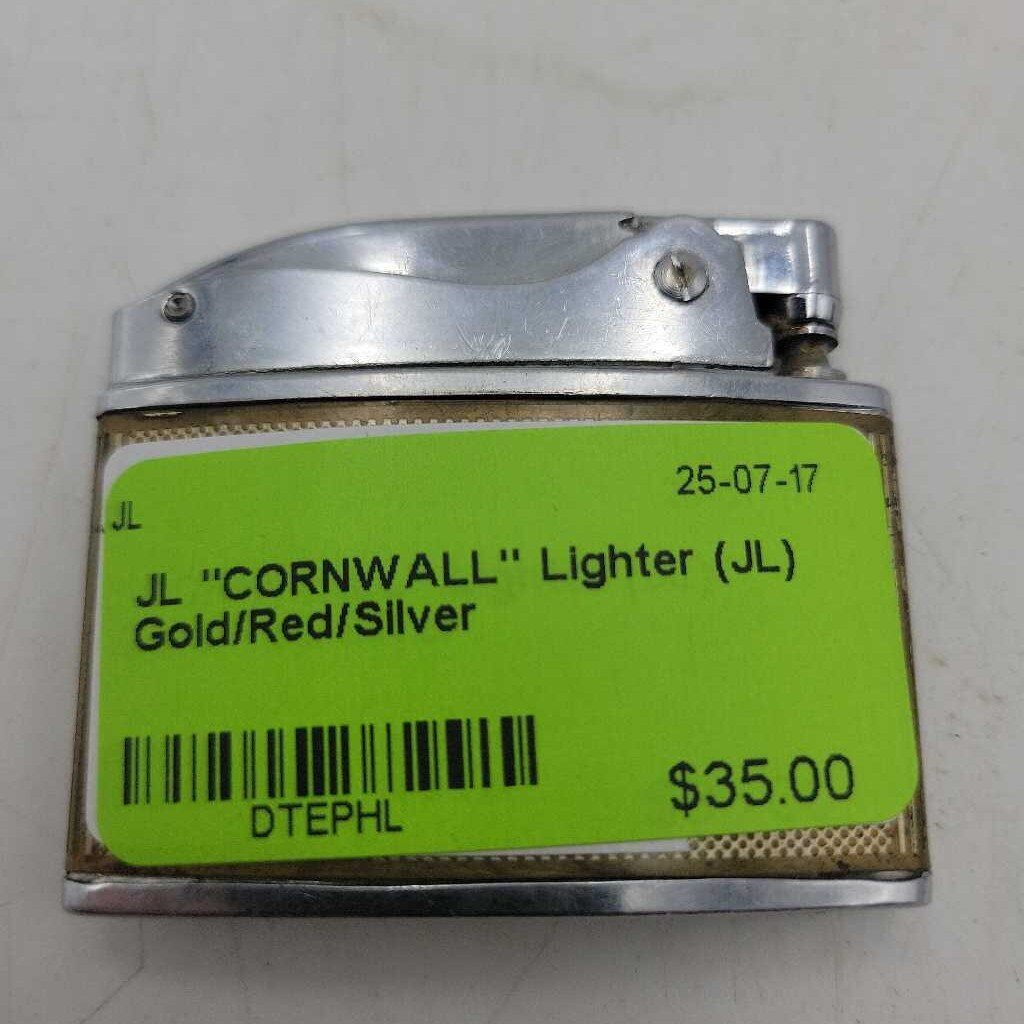 25-07-17
JL
JL "CORNWALL" Lighter (JL)
Gold/Red/Silver
DTEPHL
$35.00